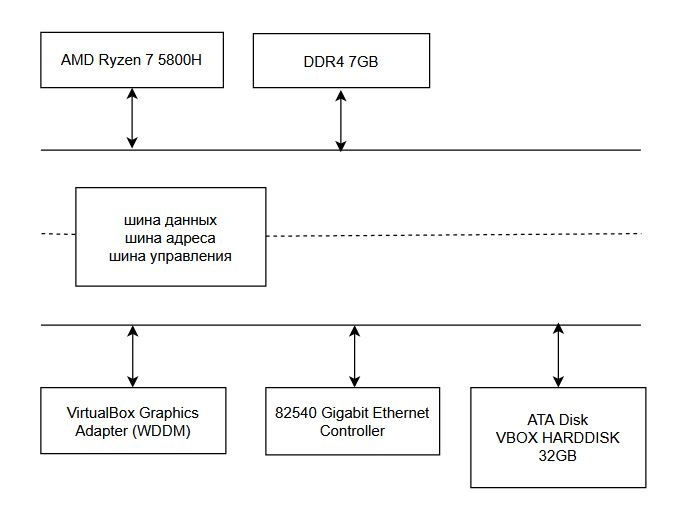 AMD Ryzen 7 5800H
DDR4 7GB
шина данных
шина адреса
шина управления
VirtualBox Graphics
Adapter (WDDM)
82540 Gigabit Ethernet
Controller
ATA Disk
VBOX HARDDISK
32GB